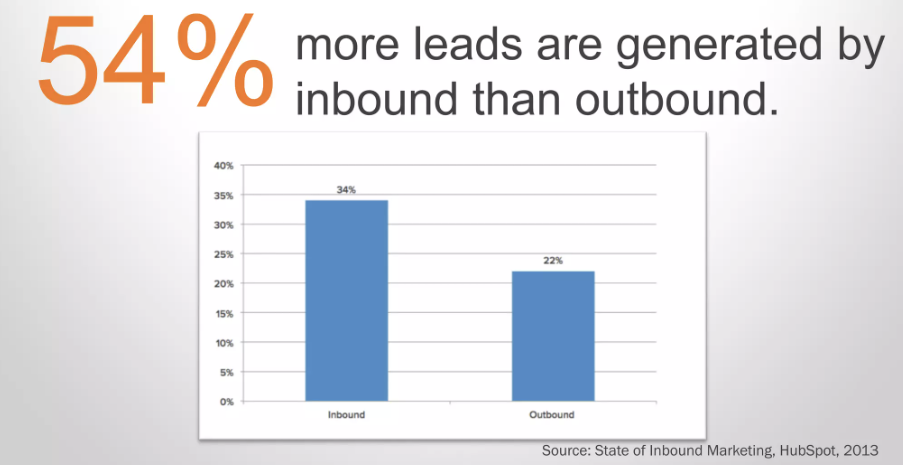 54% more leads are generated by
inbound than outbound.
40%
35%
30%
25%
20%
15%
10%
5%
0%
34%
22%
Inbound
Outbound
Source: State of Inbound Marketing, HubSpot, 2013